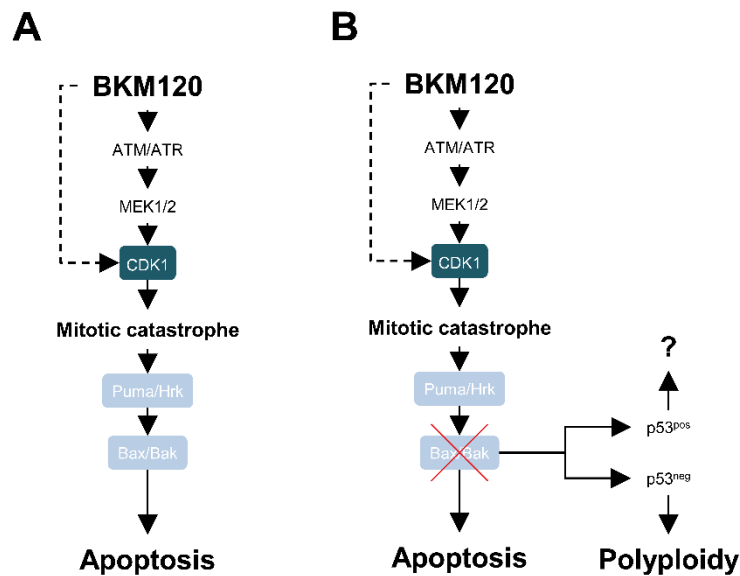 A
BKM120
ATM/ATR
MEK1/2
CDK1
Mitotic catastrophe
Puma/Hrk
Bax/Bak
Apoptosis
B
BKM120
ATM/ATR
MEK1/2
CDK1
Mitotic catastrophe
Puma/Hrk
Bax/Bak
Apoptosis
?
p53pos
p53neg
Polyploidy